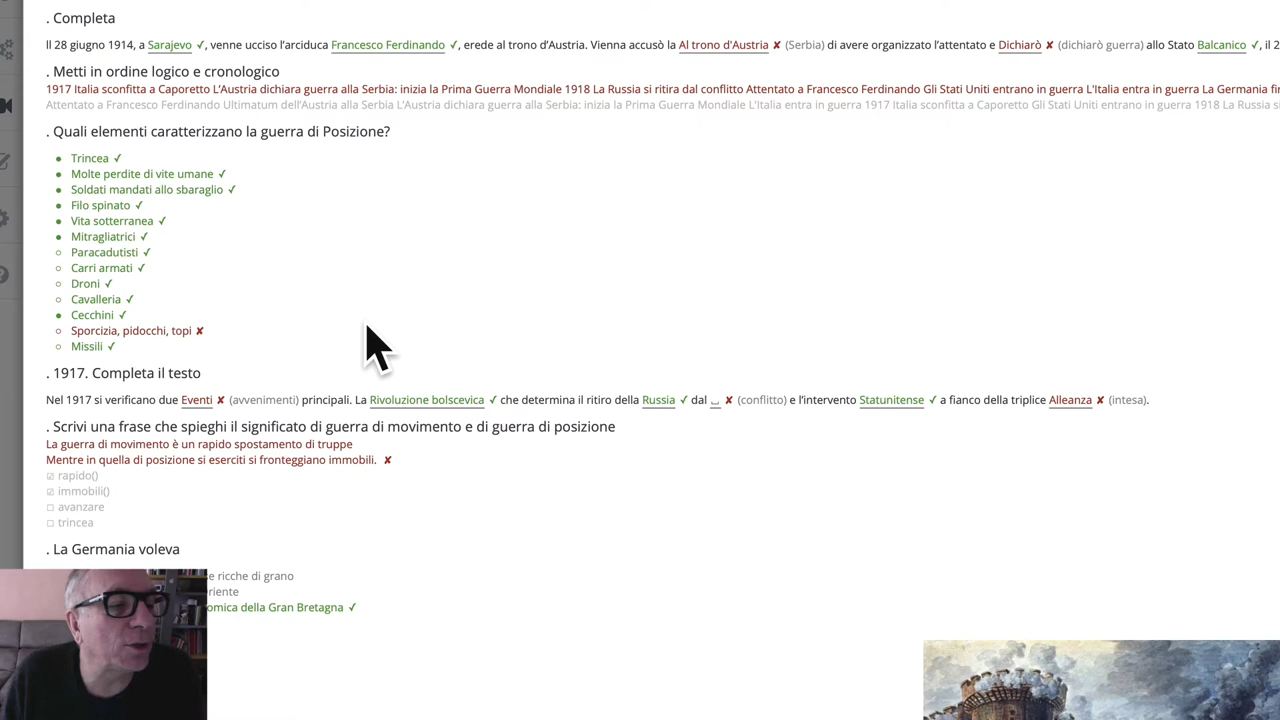 . Completa
Il 28 giugno 1914, a Sarajevo ✓, venne ucciso l’arciduca Francesco Ferdinando ✓, erede al trono d’Austria. Vienna accusò la Al trono d'Austria ✘ (Serbia) di avere organizzato l’attentato e Dichiarò ✘ (dichiarò guerra) allo Stato Balcanico ✓, il 2
. Metti in ordine logico e cronologico
1917 Italia sconfitta a Caporetto L’Austria dichiara guerra alla Serbia: inizia la Prima Guerra Mondiale 1918 La Russia si ritira dal conflitto Attentato a Francesco Ferdinando Gli Stati Uniti entrano in guerra L'Italia entra in guerra La Germania fi
Attentato a Francesco Ferdinando Ultimatum dell’Austria alla Serbia L’Austria dichiara guerra alla Serbia: inizia la Prima Guerra Mondiale L'Italia entra in guerra 1917 Italia sconfitta a Caporetto Gli Stati Uniti entrano in guerra 1918 La Russia si
. Quali elementi caratterizzano la guerra di Posizione?
Trincea ✓
Molte perdite di vite umane ✓
Soldati mandati allo sbaraglio ✓
Filo spinato ✓
Vita sotterranea ✓
Mitragliatrici ✓
Paracadutisti ✓
Carri armati ✓
Droni ✓
Cavalleria ✓
Cecchini ✓
Sporcizia, pidocchi, topi ✘
Missili ✓
. 1917. Completa il testo
Nel 1917 si verificano due Eventi ✘ (avvenimenti) principali. La Rivoluzione bolscevica ✓ che determina il ritiro della Russia ✓ dal ⎵ ✘ (conflitto) e l’intervento Statunitense ✓ a fianco della triplice Alleanza ✘ (intesa).
. Scrivi una frase che spieghi il significato di guerra di movimento e di guerra di posizione
La guerra di movimento è un rapido spostamento di truppe
Mentre in quella di posizione si eserciti si fronteggiano immobili. ✘
☑ rapido()
☑ immobili()
☐ avanzare
☐ trincea
. La Germania voleva
e ricche di grano
riente
omica della Gran Bretagna ✓